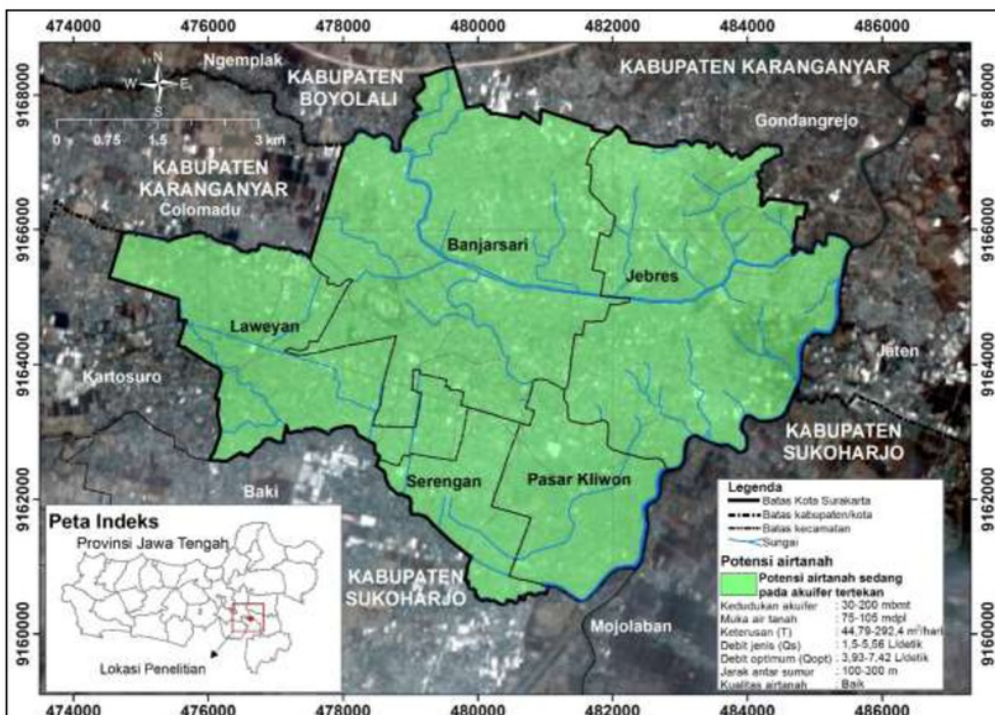 474000 476000 478000 480000 482000 484000 486000
Ngemplak
N
W E
S
KABUPATEN
BOYOLALI
KABUPATEN KARANGANYAR
9168000
9168000
Gondangrejo
0 0.75 1.5 3 km
KABUPATEN
KARANGANYAR
Colomadu
9166000
9166000
Banjarsari
Jebres
Laweyan
Jaten
Kartosuro
9164000
9164000
KABUPATEN
SUKOHARJO
Serengan
Pasar Kliwon
Baki
9162000
9162000
Legenda
Batas Kota Surakarta
Batas kabupaten/kota
Batas kecamatan
Sungai
Potensi airtanah
Potensi airtanah sedang
pada akuifer tertekan
Kedudukan akuifer : 30-200 mbmt
Muka air tanah : 75-105 mdpl
Keterusan (T) : 44,79-292,4 m²/hari
Debit jenis (Qs) : 1,5-5,56 L/detik
Debit optimum (Qopt) : 3,93-7,42 L/detik
Jarak antar sumur : 100-300 m
Kualitas airtanah : Baik
Peta Indeks
Provinsi Jawa Tengah
Lokasi Penelitian
KABUPATEN
SUKOHARJO
Mojolaban
9160000
9160000
474000 476000 478000 480000 482000 484000 486000